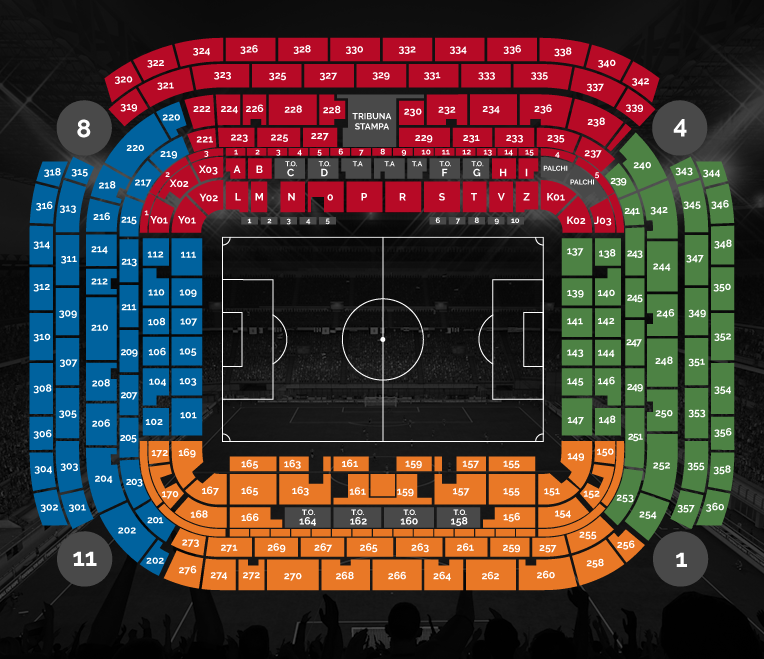 324 326 328 330 332 334 336 338
320 322 340 342
321 323 325 327 329 331 333 335 337
319 339
220 222 224 226 228 228 TRIBUNA STAMPA 230 232 234 236 238
8 4
220 221 223 225 227 229 231 233 235 237
219 3 1 2 3 4 5 6 7 8 9 10 11 12 13 14 15 4
318 315 218 217 2 X02 X03 A B T.O. C T.O. D T.A T.A T.A T.O. F T.O. G H I PALCHI PALCHI 5 239 240 343 344
316 313 216 215 1 Y01 Y01 Y02 L M N O P R S T V Z K01 K02 J03 241 342 345 346
1 2 3 4 5 6 7 8 9 10
314 311 214 213 112 111 137 138 243 244 347 348
312 212 350
309 210 211 110 109 139 140 245 246 349
310 108 107 141 142 352
307 209 106 105 143 144 247 248 351
308 208 207 104 103 145 146 249 354
305 206 102 101 147 148 250 353
306 205 251 356
304 303 204 203 172 169 165 163 161 159 157 155 149 150 252 355 358
170 167 165 163 161 159 157 155 151 152 253
302 301 202 201 168 166 T.O. 164 T.O. 162 T.O. 160 T.O. 158 156 154 254 357 360
11 1
202 273 271 269 267 265 263 261 259 257 255 256
276 274 272 270 268 266 264 262 260 258